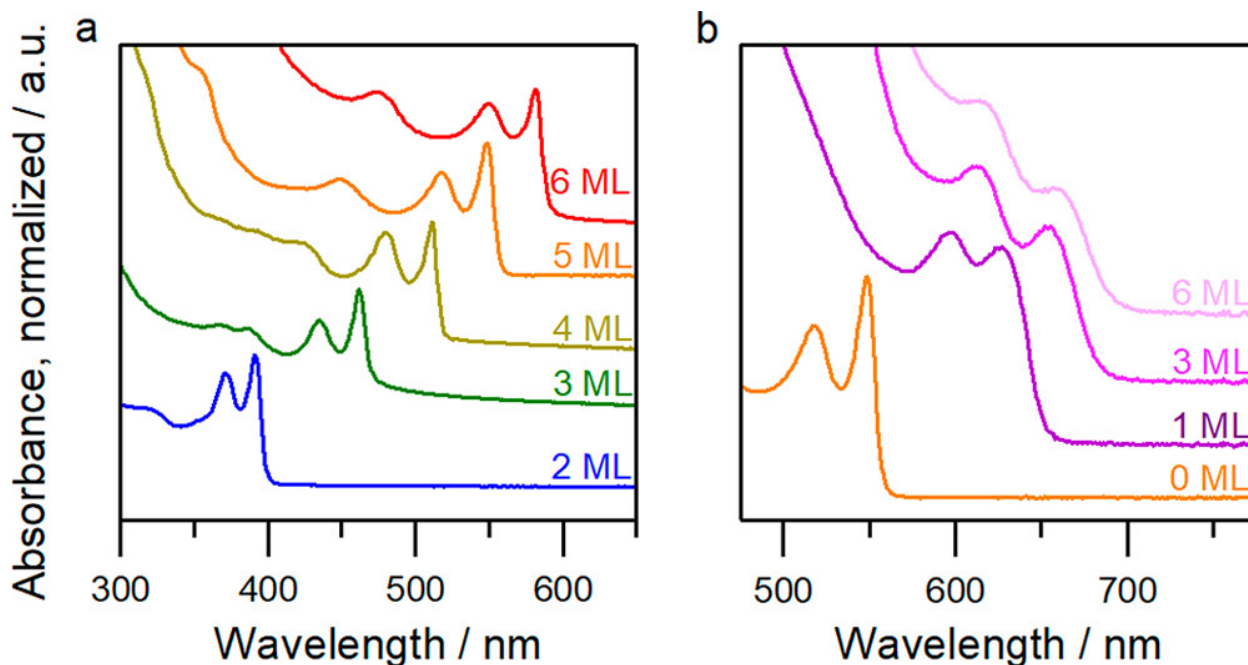 a
Absorbance, normalized / a.u.
6 ML
5 ML
4 ML
3 ML
2 ML
300 400 500 600
Wavelength / nm
b
6 ML
3 ML
1 ML
0 ML
500 600 700
Wavelength / nm